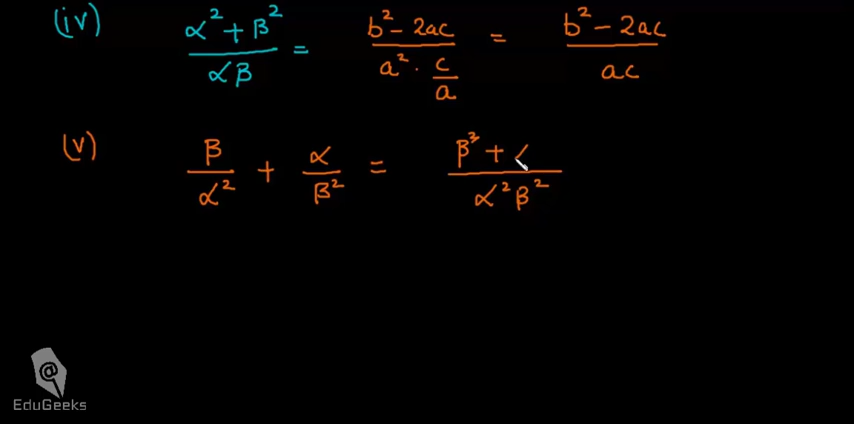 (iv) α² + β² / αβ = b² - 2ac / a² · c/a = b² - 2ac / ac
(v) β/α² + α/β² = β³ + α / α²β²
@
EduGeeks